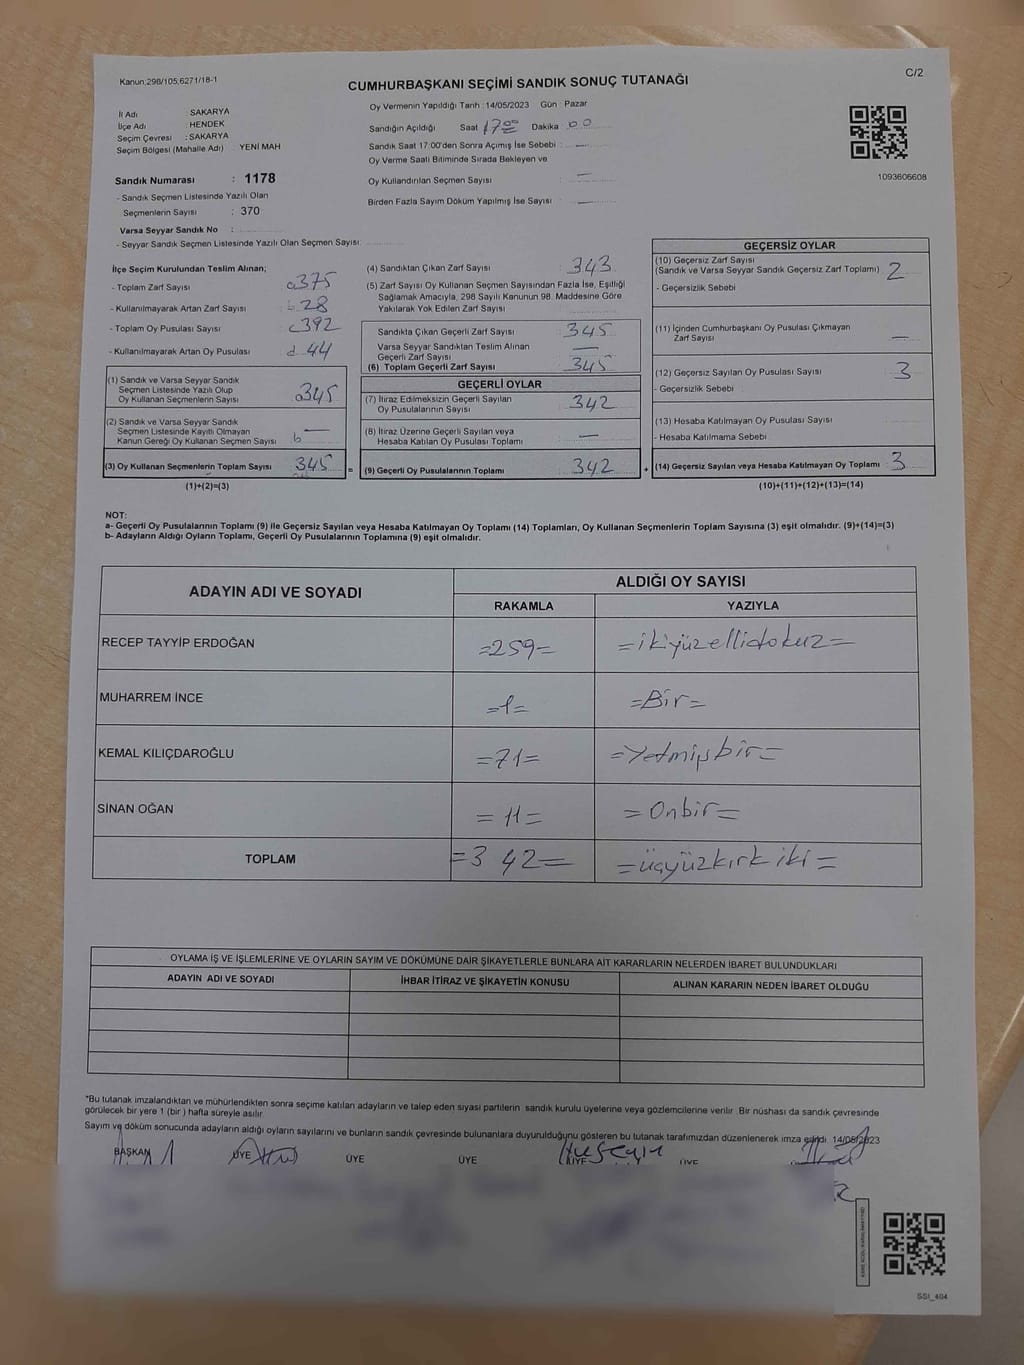 Kanun:298/105,6271/18-1
C/2
CUMHURBAŞKANI SEÇİMİ SANDIK SONUÇ TUTANAĞI
İl Adı : SAKARYA
İlçe Adı : HENDEK
Seçim Çevresi : SAKARYA
Seçim Bölgesi (Mahalle Adı) YENİ MAH
Oy Vermenin Yapıldığı Tarih :14/05/2023 Gün : Pazar
Sandığın Açıldığı Saat 17:00 Dakika 00
Sandık Saat 17:00'den Sonra Açımış İse Sebebi : —
Oy Verme Saati Bitiminde Sırada Bekleyen ve
Oy Kullandırılan Seçmen Sayısı : —
Birden Fazla Sayım Döküm Yapılmış İse Sayısı : —
1093606608
Sandık Numarası : 1178
- Sandık Seçmen Listesinde Yazılı Olan
Seçmenlerin Sayısı : 370
Varsa Seyyar Sandık No :
- Seyyar Sandık Seçmen Listesinde Yazılı Olan Seçmen Sayısı:
İlçe Seçim Kurulundan Teslim Alınan;
- Toplam Zarf Sayısı a 375
- Kullanılmayarak Artan Zarf Sayısı b 28
- Toplam Oy Pusulası Sayısı c 392
- Kullanılmayarak Artan Oy Pusulası d 44
(1) Sandık ve Varsa Seyyar Sandık
Seçmen Listesinde Yazılı Olup
Oy Kullanan Seçmenlerin Sayısı a 345
(2) Sandık ve Varsa Seyyar Sandık
Seçmen Listesinde Kayıtlı Olmayan
Kanun Gereği Oy Kullanan Seçmen Sayısı b —
(3) Oy Kullanan Seçmenlerin Toplam Sayısı 345 =
(1)+(2)=(3)
(4) Sandıktan Çıkan Zarf Sayısı : 343
(5) Zarf Sayısı Oy Kullanan Seçmen Sayısından Fazla İse, Eşitliği
Sağlamak Amacıyla, 298 Sayılı Kanunun 98. Maddesine Göre
Yakılarak Yok Edilen Zarf Sayısı :
Sandıkta Çıkan Geçerli Zarf Sayısı : 345
Varsa Seyyar Sandıktan Teslim Alınan
Geçerli Zarf Sayısı : —
(6) Toplam Geçerli Zarf Sayısı : 345
GEÇERLİ OYLAR
(7) İtiraz Edilmeksizin Geçerli Sayılan
Oy Pusulalarının Sayısı : 342
(8) İtiraz Üzerine Geçerli Sayılan veya
Hesaba Katılan Oy Pusulası Toplamı : —
(9) Geçerli Oy Pusulalarının Toplamı : 342 +
GEÇERSİZ OYLAR
(10) Geçersiz Zarf Sayısı
(Sandık ve Varsa Seyyar Sandık Geçersiz Zarf Toplamı) 2
- Geçersizlik Sebebi
(11) İçinden Cumhurbaşkanı Oy Pusulası Çıkmayan
Zarf Sayısı —
(12) Geçersiz Sayılan Oy Pusulası Sayısı : 3
- Geçersizlik Sebebi
(13) Hesaba Katılmayan Oy Pusulası Sayısı
- Hesaba Katılmama Sebebi
(14) Geçersiz Sayılan veya Hesaba Katılmayan Oy Toplamı : 3
(10)+(11)+(12)+(13)=(14)
NOT:
a- Geçerli Oy Pusulalarının Toplamı (9) ile Geçersiz Sayılan veya Hesaba Katılmayan Oy Toplamı (14) Toplamları, Oy Kullanan Seçmenlerin Toplam Sayısına (3) eşit olmalıdır. (9)+(14)=(3)
b- Adayların Aldığı Oyların Toplamı, Geçerli Oy Pusulalarının Toplamına (9) eşit olmalıdır.
ADAYIN ADI VE SOYADI
ALDIĞI OY SAYISI
RAKAMLA YAZIYLA
RECEP TAYYİP ERDOĞAN =259= =ikiyüzellidokuz=
MUHARREM İNCE =1= =Bir=
KEMAL KILIÇDAROĞLU =71= =Yetmişbir=
SİNAN OĞAN =11= =Onbir=
TOPLAM =342= =üçyüzkırkiki=
OYLAMA İŞ VE İŞLEMLERİNE VE OYLARIN SAYIM VE DÖKÜMÜNE DAİR ŞİKAYETLERLE BUNLARA AİT KARARLARIN NELERDEN İBARET BULUNDUKLARI
ADAYIN ADI VE SOYADI İHBAR İTİRAZ VE ŞİKAYETİN KONUSU ALINAN KARARIN NEDEN İBARET OLDUĞU
"Bu tutanak imzalandıktan ve mühürlendikten sonra seçime katılan adayların ve talep eden siyasi partilerin sandık kurulu üyelerine veya gözlemcilerine verilir. Bir nüshası da sandık çevresinde
görülecek bir yere 1 (bir) hafta süreyle asılır.
Sayım ve döküm sonucunda adayların aldığı oyların sayılarını ve bunların sandık çevresinde bulunanlara duyurulduğunu gösteren bu tutanak tarafımızdan düzenlenerek imza edildi. 14/05/2023
BAŞKAN ÜYE ÜYE ÜYE ÜYE ÜYE
SSI_404